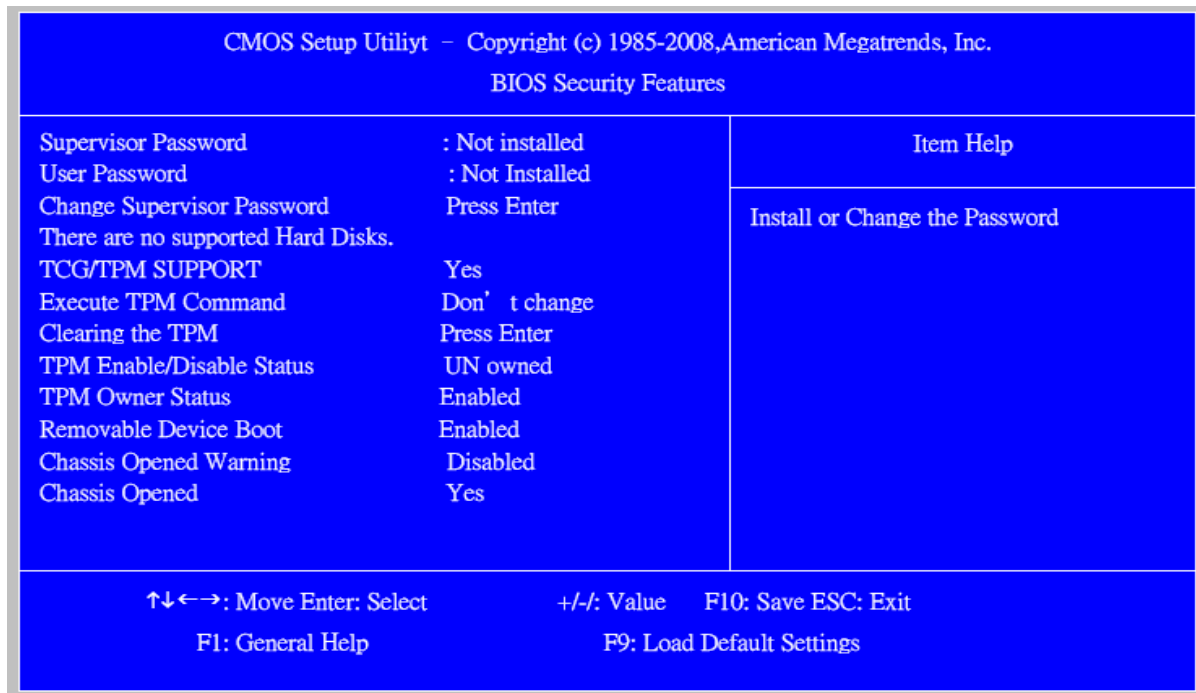 CMOS Setup Utiliyt – Copyright (c) 1985-2008,American Megatrends, Inc.
BIOS Security Features
Supervisor Password : Not installed
User Password : Not Installed
Change Supervisor Password Press Enter
There are no supported Hard Disks.
TCG/TPM SUPPORT Yes
Execute TPM Command Don’ t change
Clearing the TPM Press Enter
TPM Enable/Disable Status UN owned
TPM Owner Status Enabled
Removable Device Boot Enabled
Chassis Opened Warning Disabled
Chassis Opened Yes
Item Help
Install or Change the Password
↑↓←→: Move Enter: Select +/-/: Value F10: Save ESC: Exit
F1: General Help F9: Load Default Settings